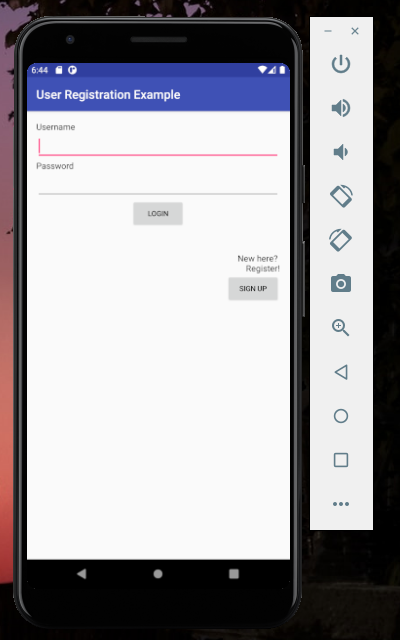 6:44
User Registration Example
Username
Password
LOGIN
New here?
Register!
SIGN UP